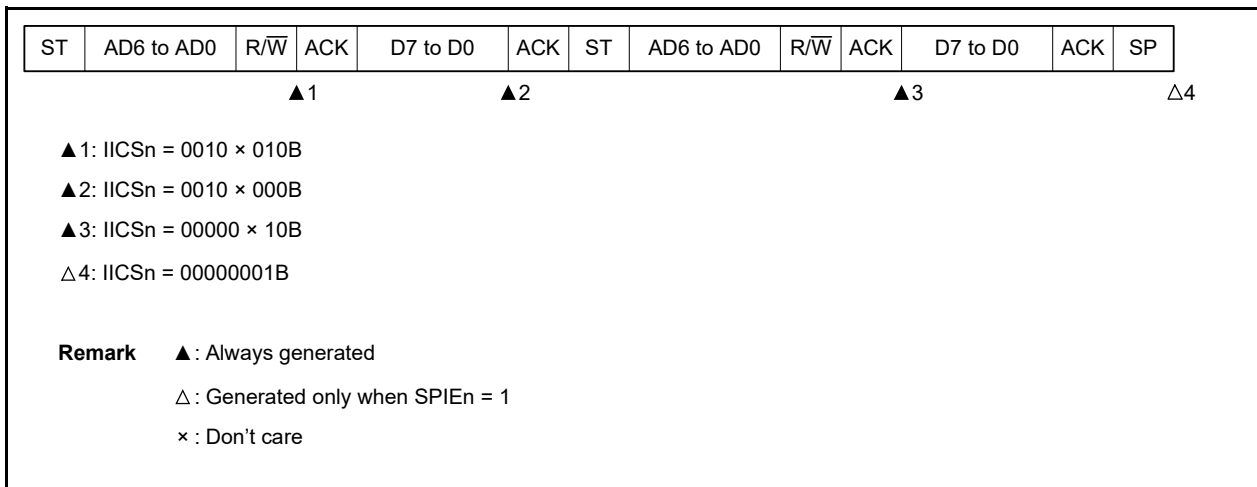 ST AD6 to AD0 R/W̅ ACK D7 to D0 ACK ST AD6 to AD0 R/W̅ ACK D7 to D0 ACK SP
▲1 ▲2 ▲3 △4
▲1: IICSn = 0010 × 010B
▲2: IICSn = 0010 × 000B
▲3: IICSn = 00000 × 10B
△4: IICSn = 00000001B
Remark ▲: Always generated
△: Generated only when SPIEn = 1
×: Don't care